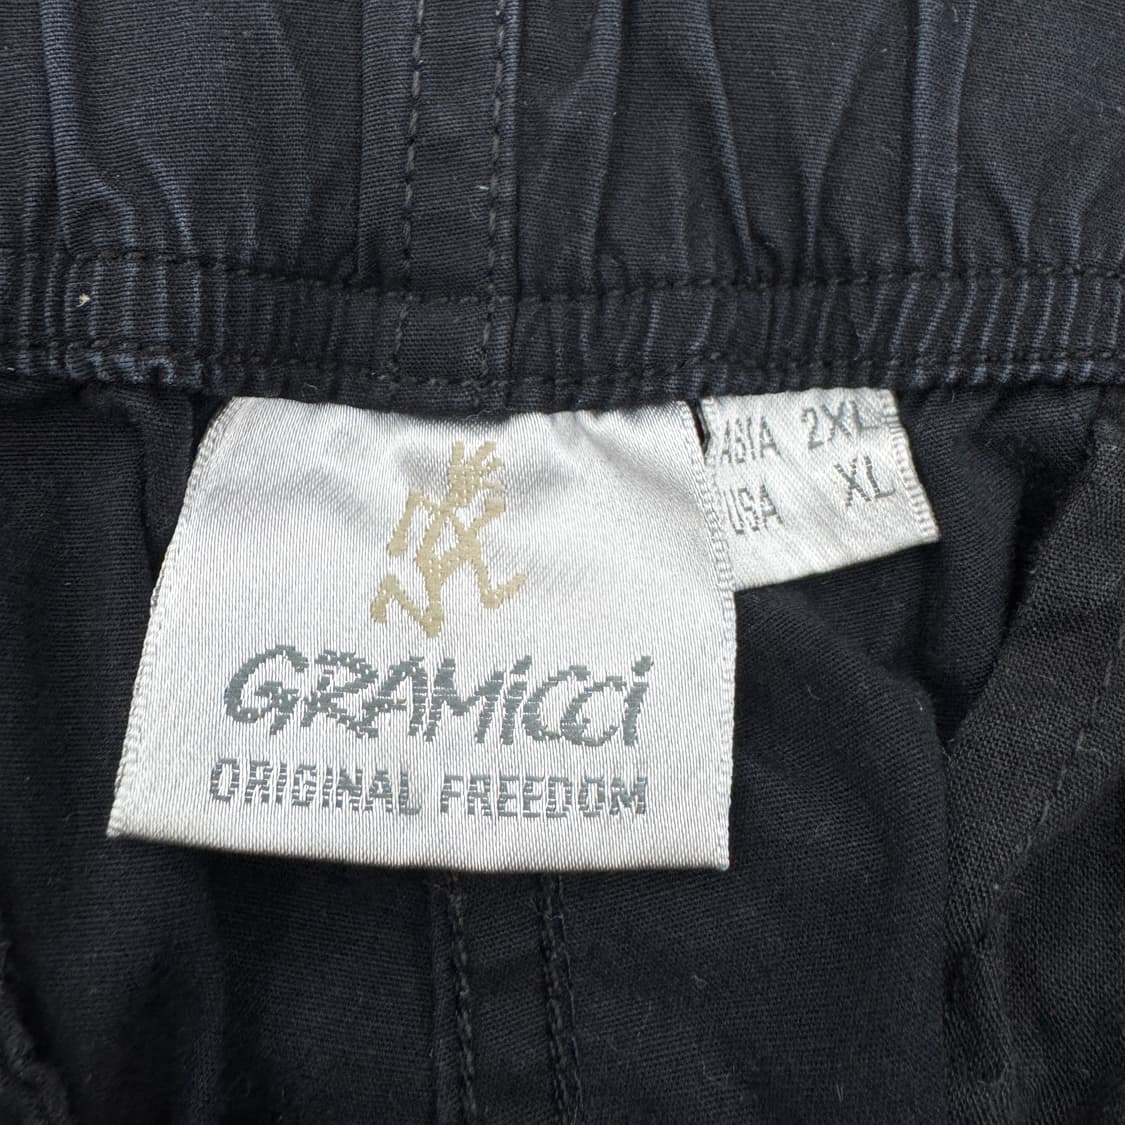 GRAMiCCi
ORIGINAL FREEDOM
ASIA 2XL
USA XL